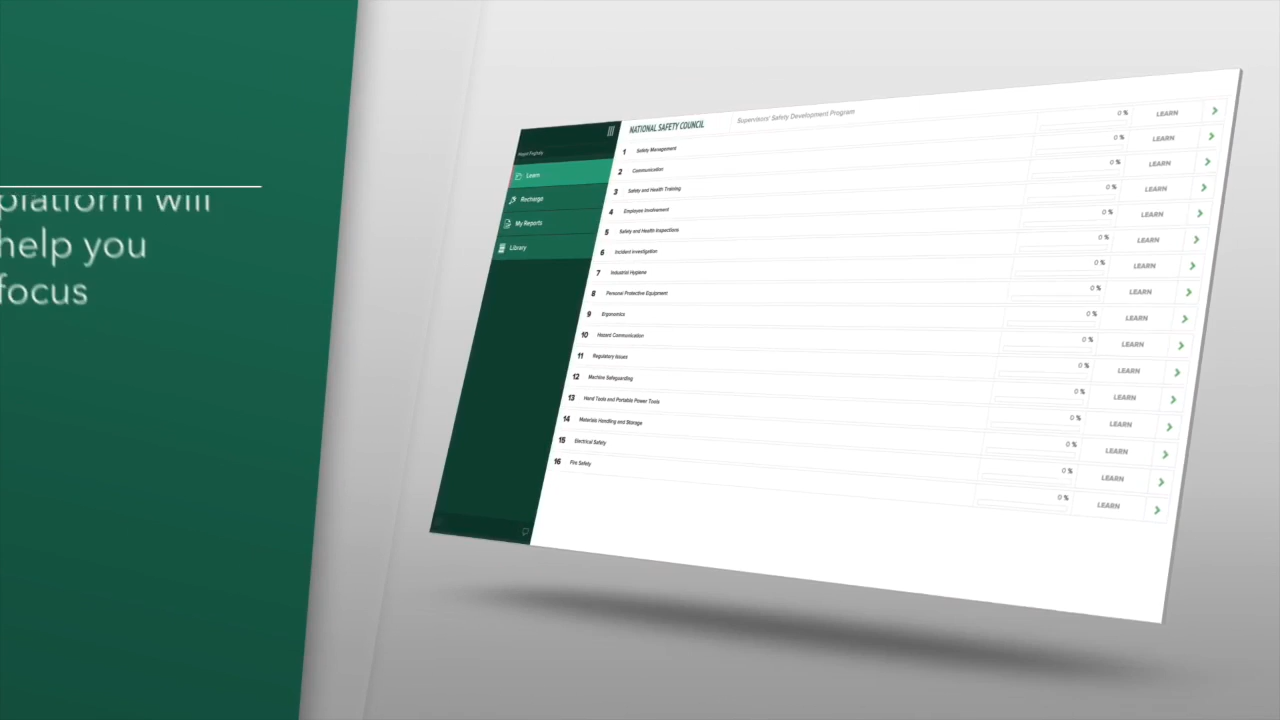 platform will
help you
focus
NATIONAL SAFETY COUNCIL
Supervisors' Safety Development Program
Learn
Recharge
My Reports
Library
1 Safety Management 0 % LEARN
2 Communication 0 % LEARN
3 Safety and Health Training 0 % LEARN
4 Employee Involvement 0 % LEARN
5 Safety and Health Inspections 0 % LEARN
6 Incident Investigation 0 % LEARN
7 Industrial Hygiene 0 % LEARN
8 Personal Protective Equipment 0 % LEARN
9 Ergonomics 0 % LEARN
10 Hazard Communication 0 % LEARN
11 Regulatory Issues 0 % LEARN
12 Machine Safeguarding 0 % LEARN
13 Hand Tools and Portable Power Tools 0 % LEARN
14 Materials Handling and Storage 0 % LEARN
15 Electrical Safety 0 % LEARN
16 Fire Safety 0 % LEARN